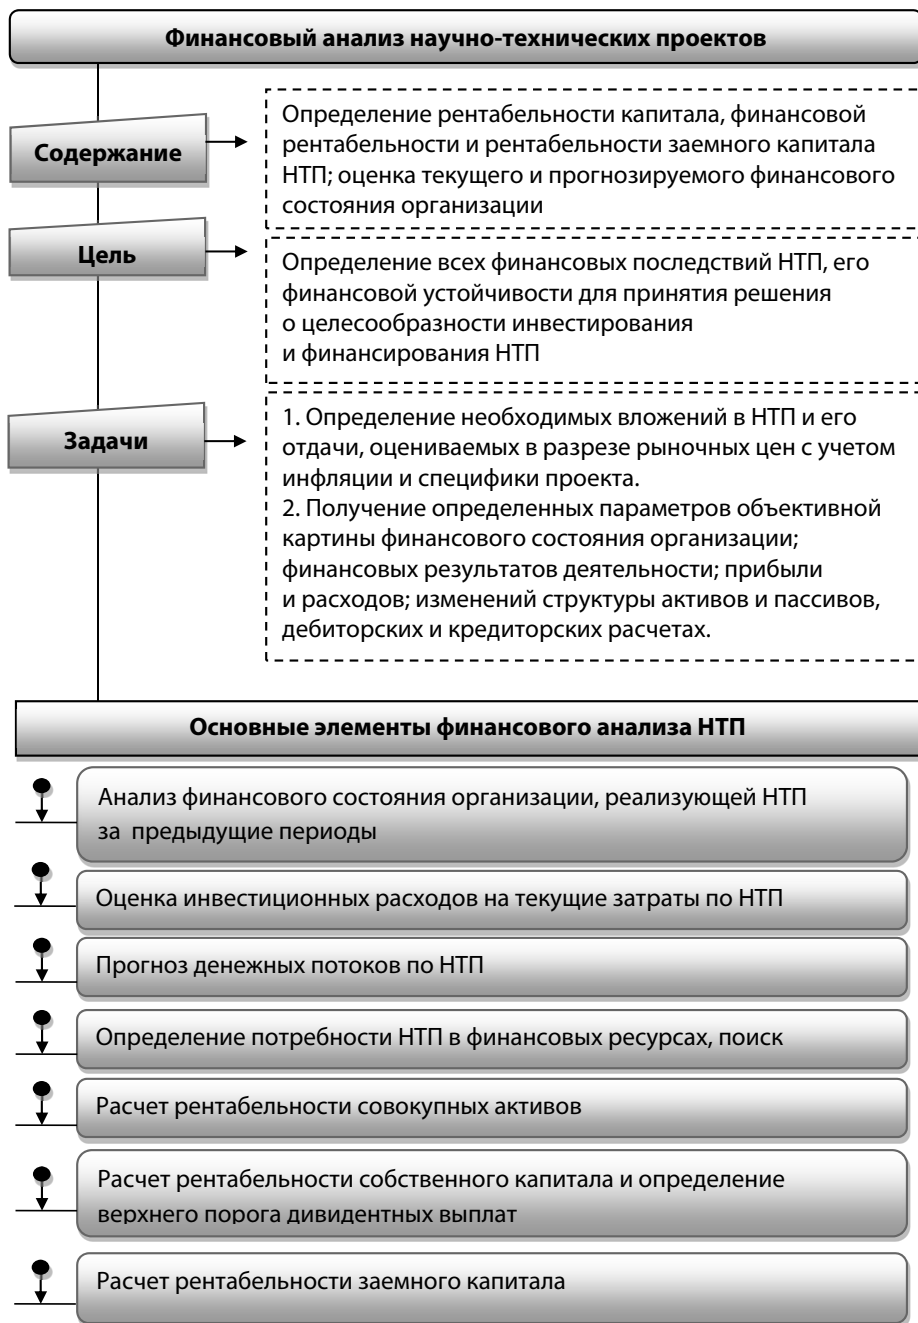 Финансовый анализ научно-технических проектов
Содержание
Определение рентабельности капитала, финансовой
рентабельности и рентабельности заемного капитала
НТП; оценка текущего и прогнозируемого финансового
состояния организации
Цель
Определение всех финансовых последствий НТП, его
финансовой устойчивости для принятия решения
о целесообразности инвестирования
и финансирования НТП
Задачи
1. Определение необходимых вложений в НТП и его
отдачи, оцениваемых в разрезе рыночных цен с учетом
инфляции и специфики проекта.
2. Получение определенных параметров объективной
картины финансового состояния организации;
финансовых результатов деятельности; прибыли
и расходов; изменений структуры активов и пассивов,
дебиторских и кредиторских расчетах.
Основные элементы финансового анализа НТП
Анализ финансового состояния организации, реализующей НТП
за предыдущие периоды
Оценка инвестиционных расходов на текущие затраты по НТП
Прогноз денежных потоков по НТП
Определение потребности НТП в финансовых ресурсах, поиск
Расчет рентабельности совокупных активов
Расчет рентабельности собственного капитала и определение
верхнего порога дивидентных выплат
Расчет рентабельности заемного капитала